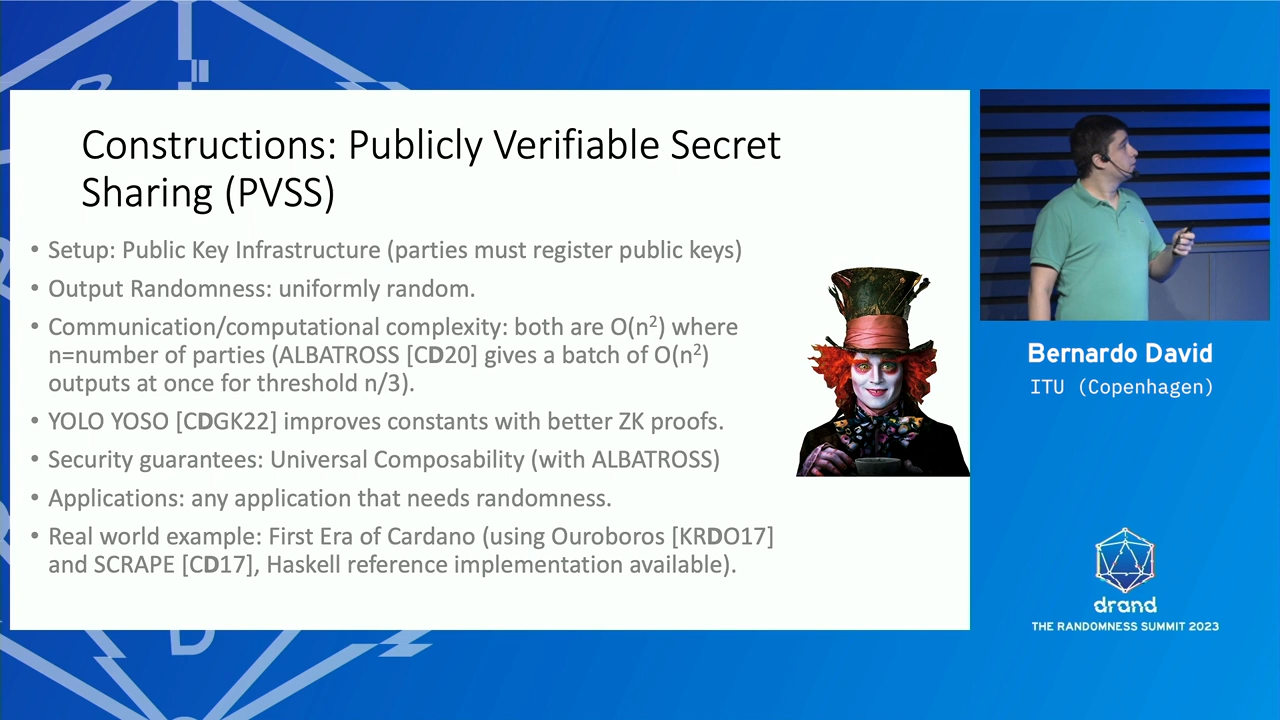 Constructions: Publicly Verifiable Secret
Sharing (PVSS)
• Setup: Public Key Infrastructure (parties must register public keys)
• Output Randomness: uniformly random.
• Communication/computational complexity: both are O(n²) where
n=number of parties (ALBATROSS [CD20] gives a batch of O(n²)
outputs at once for threshold n/3).
• YOLO YOSO [CDGK22] improves constants with better ZK proofs.
• Security guarantees: Universal Composability (with ALBATROSS)
• Applications: any application that needs randomness.
• Real world example: First Era of Cardano (using Ouroboros [KRDO17]
and SCRAPE [CD17], Haskell reference implementation available).
Bernardo David
ITU (Copenhagen)
drand
THE RANDOMNESS SUMMIT 2023